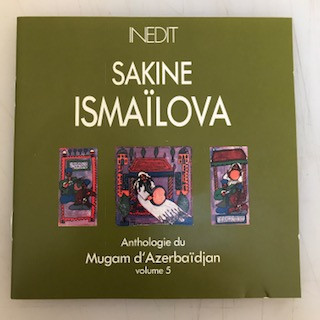 INEDIT
SAKINE
ISMAÏLOVA
Anthologie du
Mugam d'Azerbaïdjan
volume 5